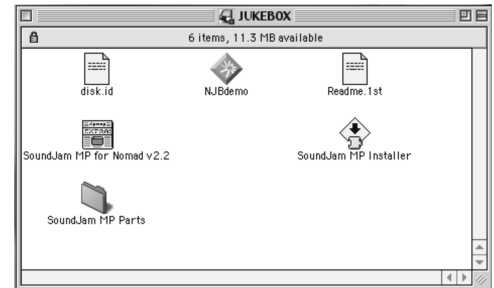 JUKEBOX
6 items, 11.3 MB available
disk.id
NJBdemo
Readme.1st
SoundJam MP for Nomad v2.2
SoundJam MP Installer
SoundJam MP Parts